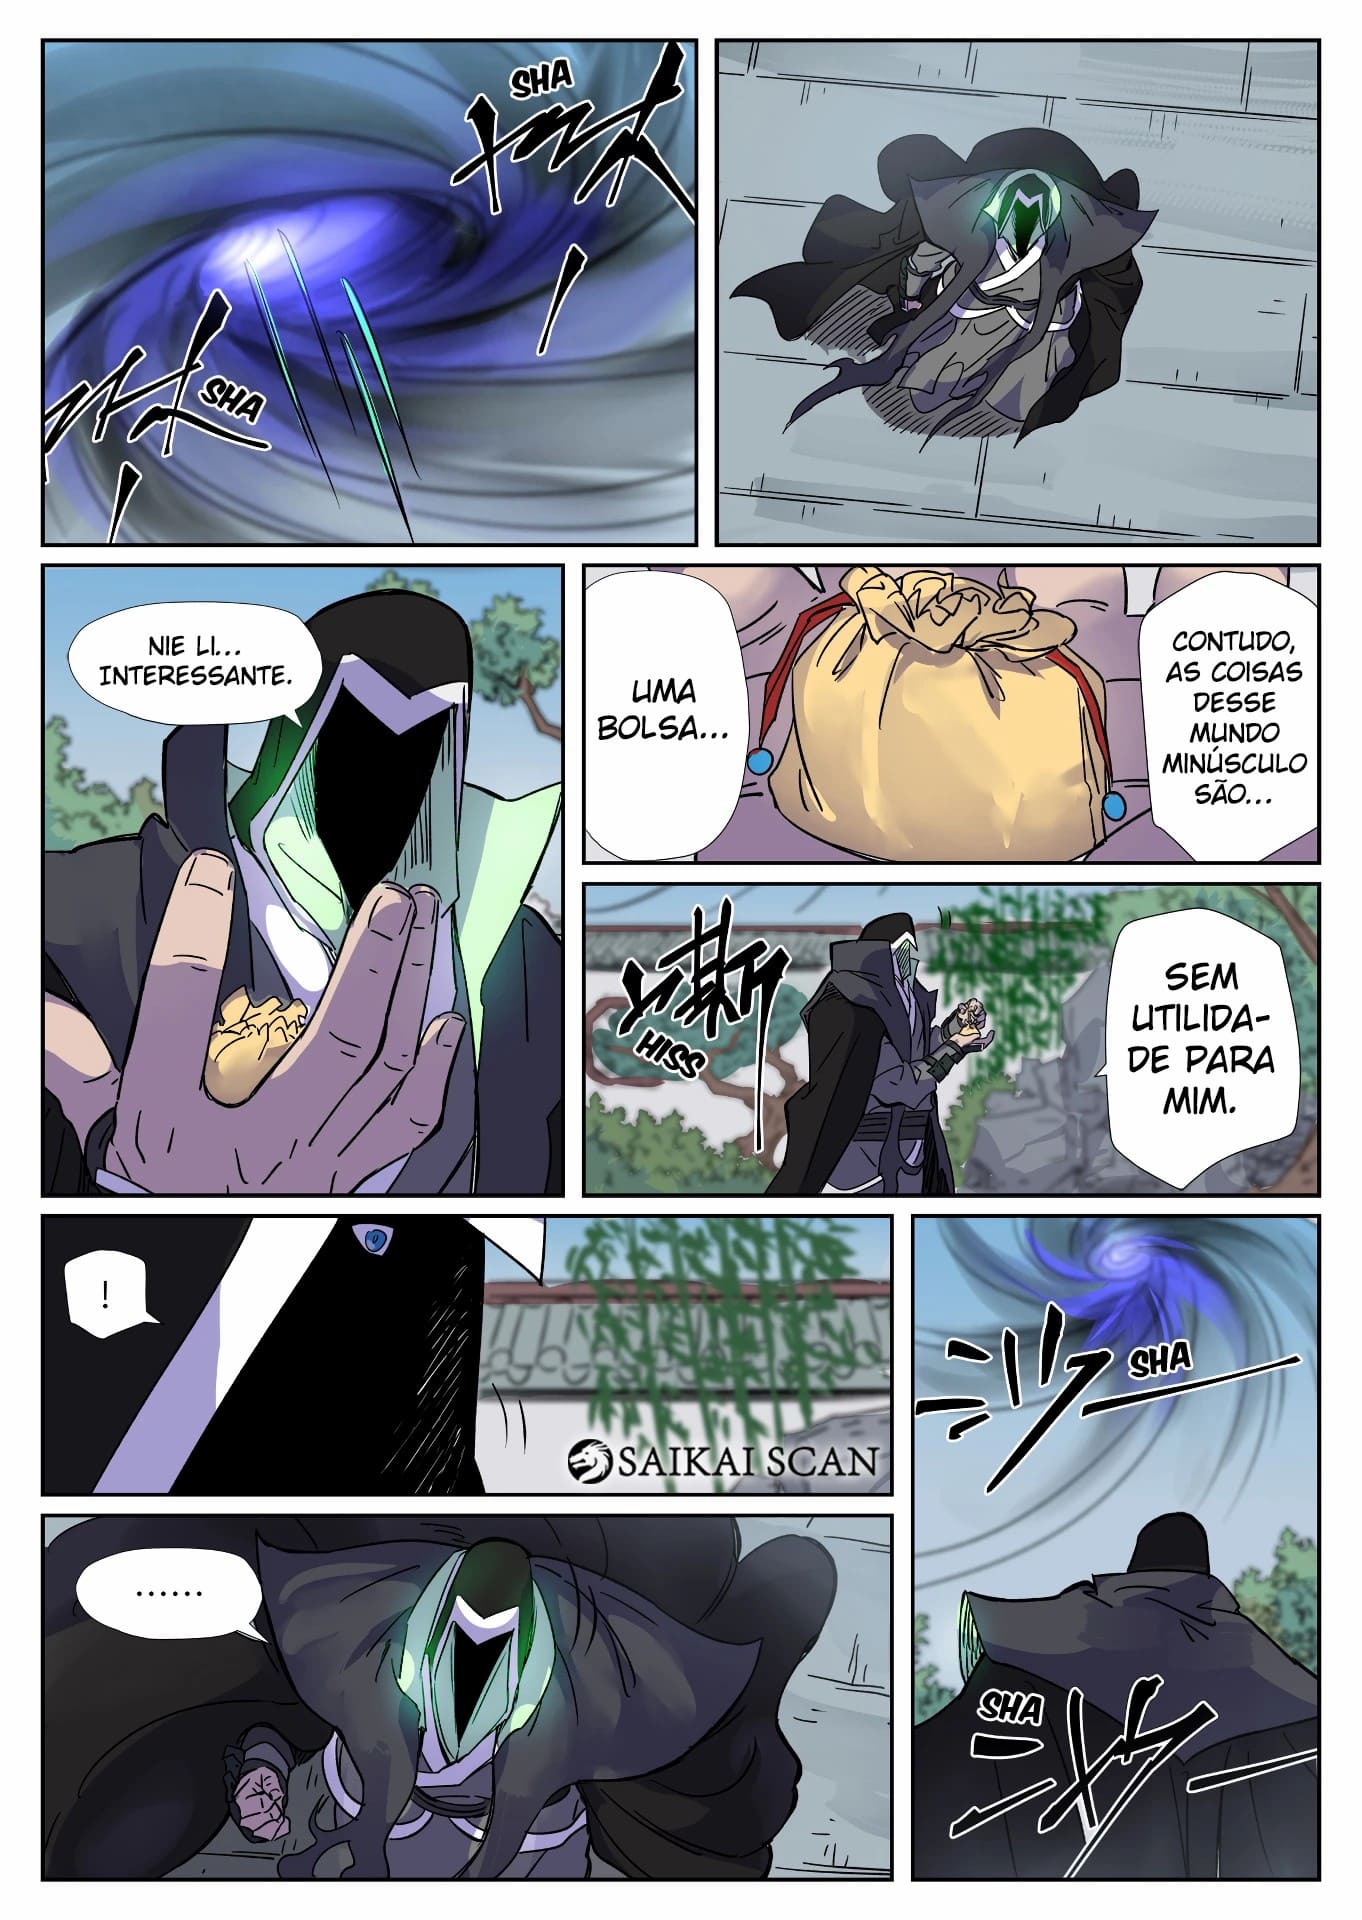 SHA
SHA
NIE LI...
INTERESSANTE.
UMA
BOLSA...
CONTUDO,
AS COISAS
DESSE
MUNDO
MINÚSCULO
SÃO...
HISS
SEM
UTILIDA-
DE PARA
MIM.
!
SAIKAI SCAN
SHA
SHA
......